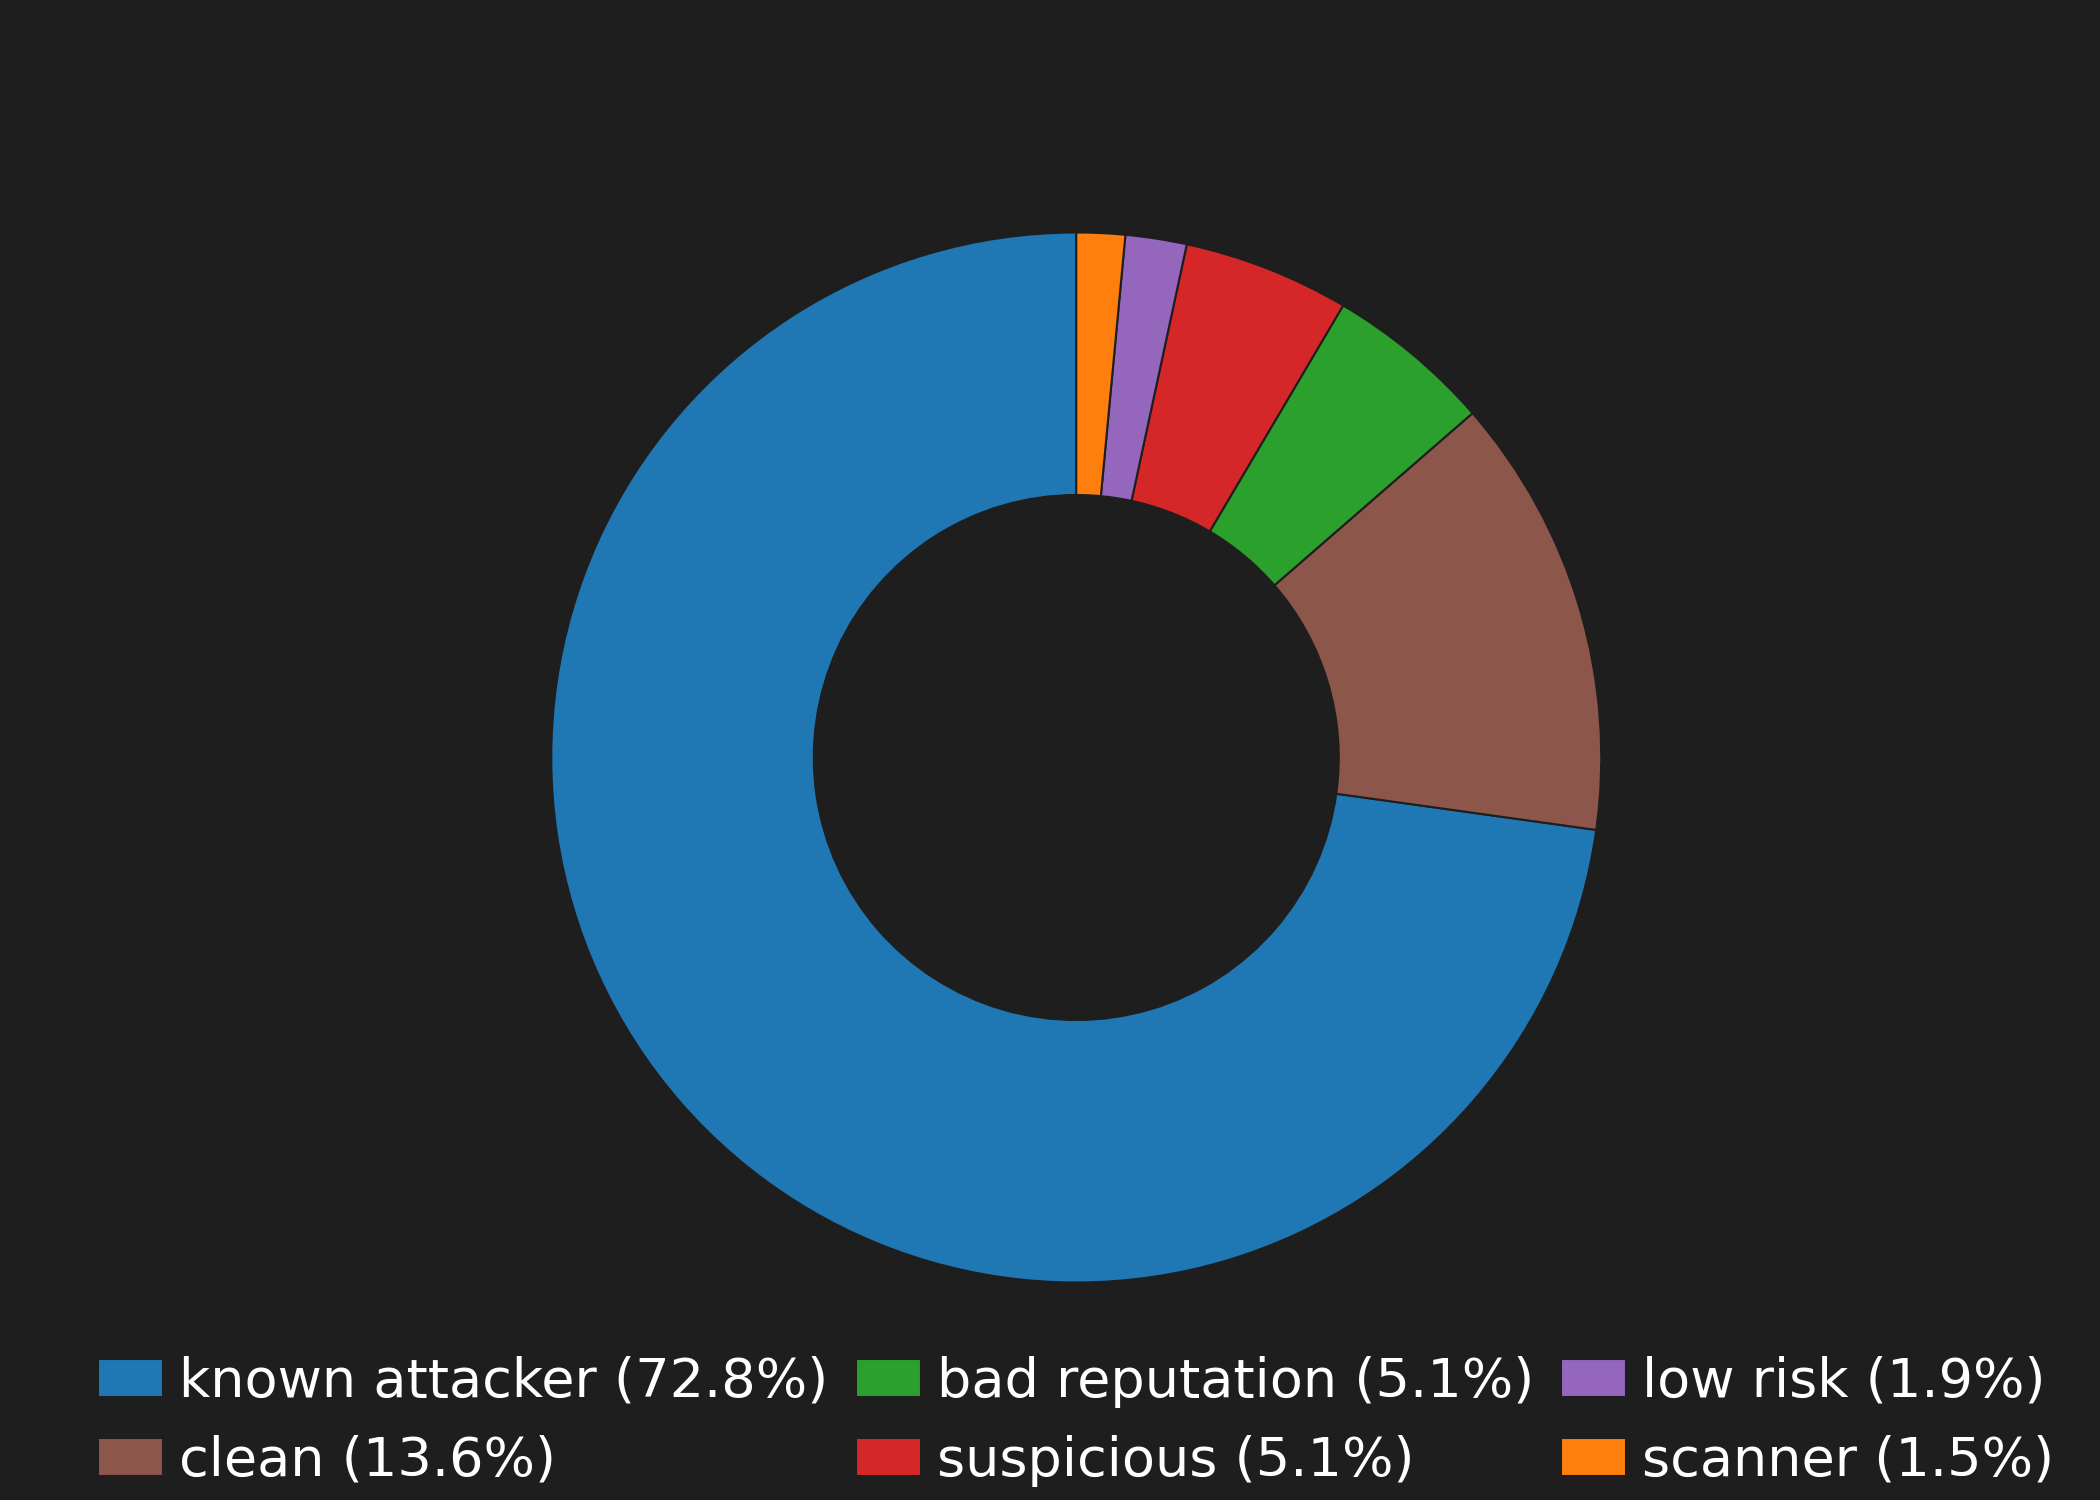 known attacker (72.8%)
clean (13.6%)
bad reputation (5.1%)
suspicious (5.1%)
low risk (1.9%)
scanner (1.5%)